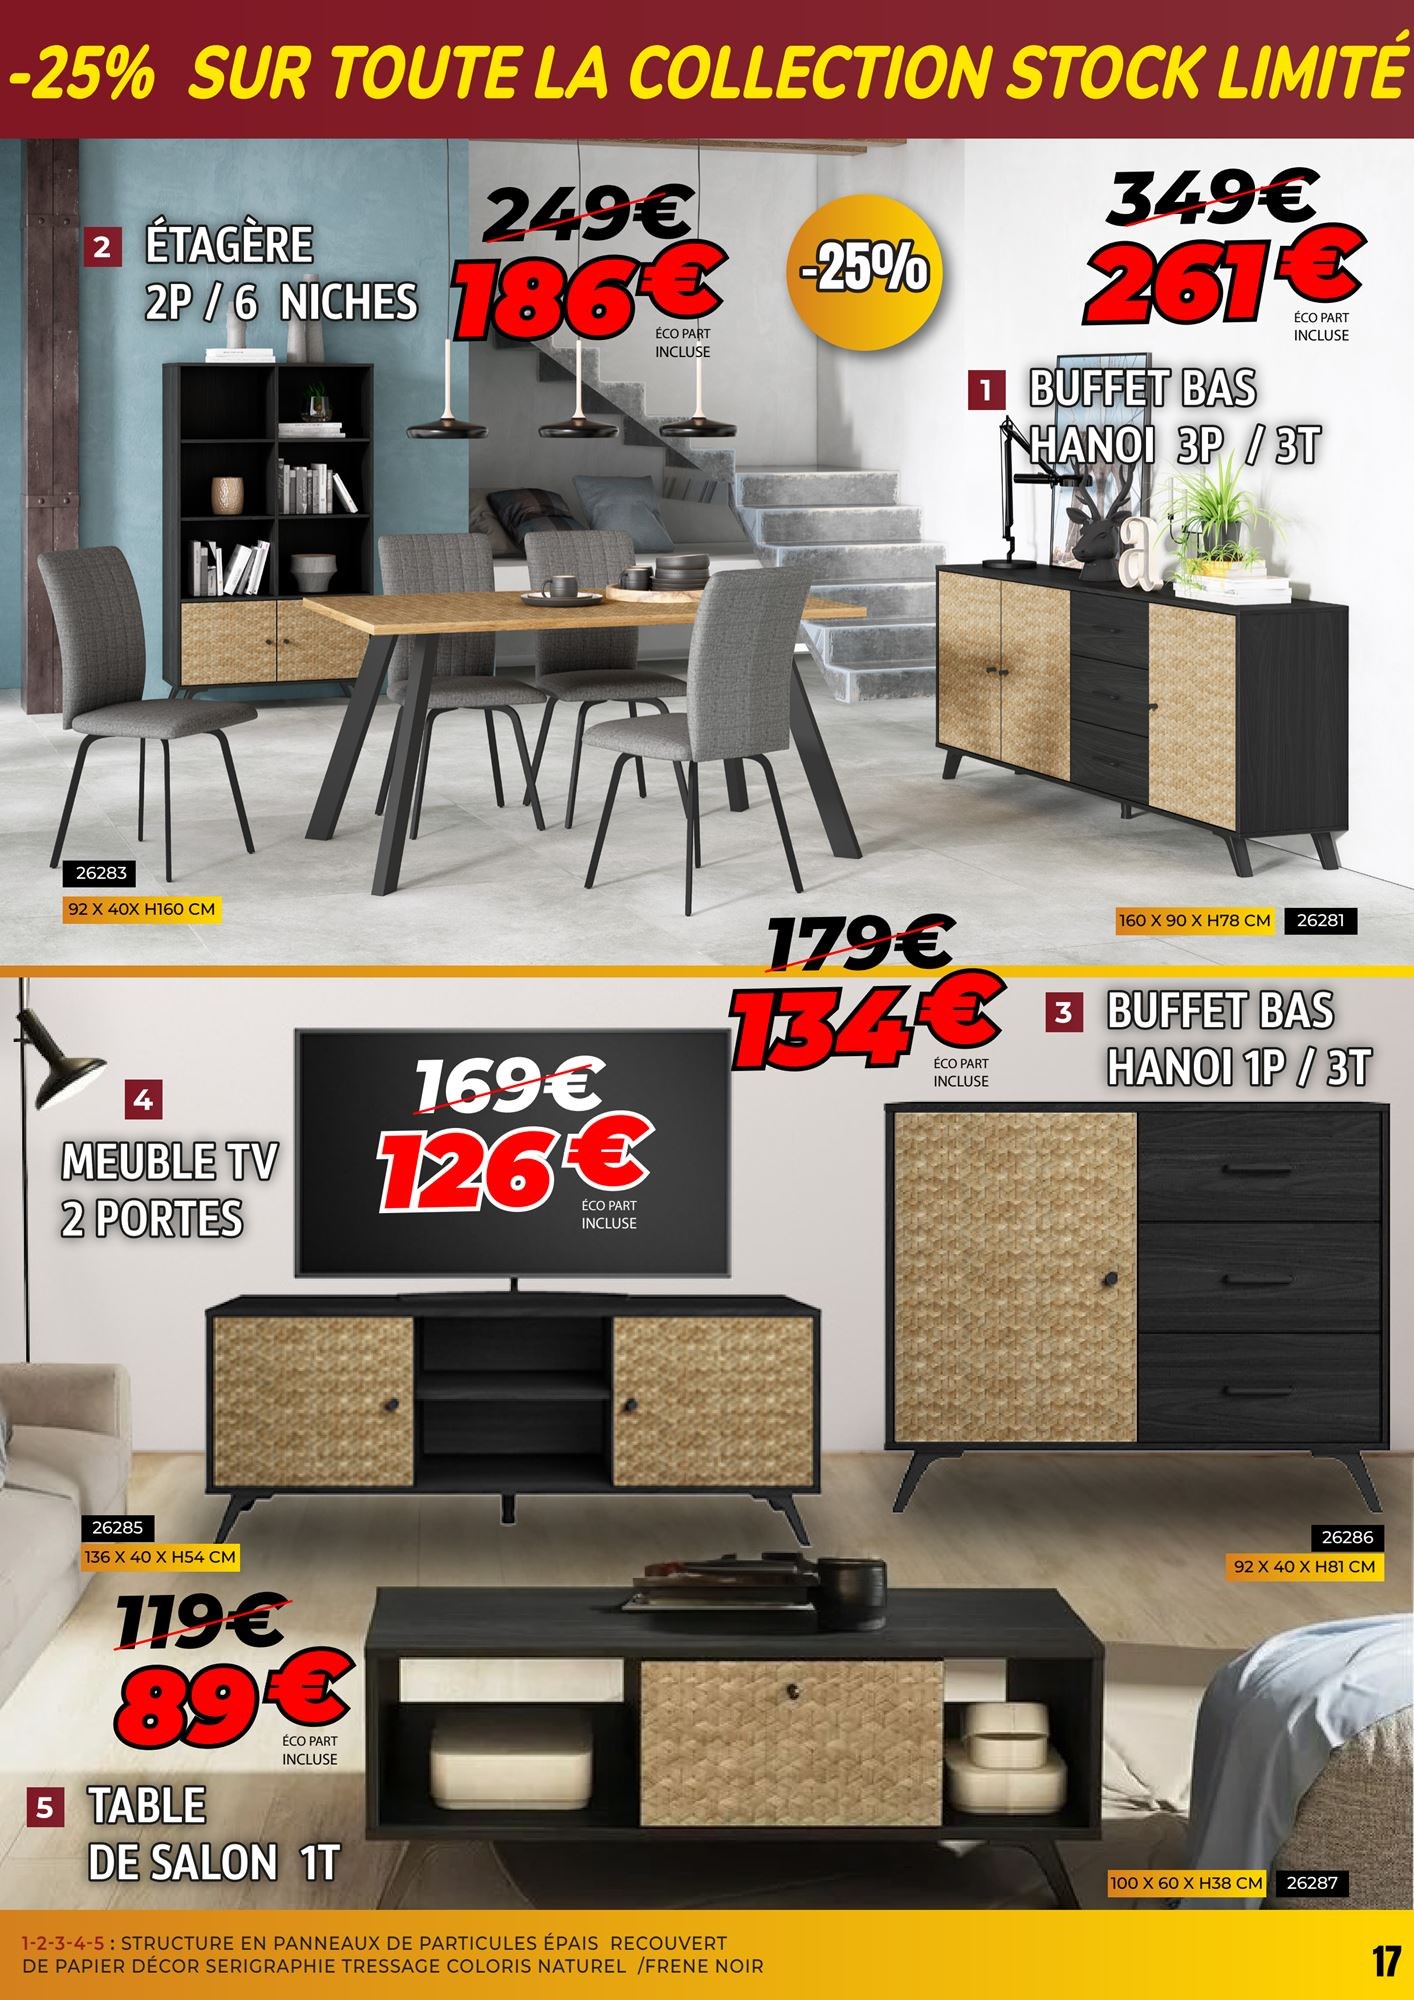 -25% SUR TOUTE LA COLLECTION STOCK LIMITÉ
2 ÉTAGÈRE
2P / 6 NICHES
249€
186€
ÉCO PART
INCLUSE
-25%
349€
261€
ÉCO PART
INCLUSE
1 BUFFET BAS
HANOI 3P / 3T
a
26283
92 X 40X H160 CM
160 X 90 X H78 CM 26281
179€
134€
ÉCO PART
INCLUSE
3 BUFFET BAS
HANOI 1P / 3T
4
MEUBLE TV
2 PORTES
169€
126€
ÉCO PART
INCLUSE
26285
136 X 40 X H54 CM
26286
92 X 40 X H81 CM
119€
89€
ÉCO PART
INCLUSE
5 TABLE
DE SALON 1T
100 X 60 X H38 CM 26287
1-2-3-4-5 : STRUCTURE EN PANNEAUX DE PARTICULES ÉPAIS RECOUVERT
DE PAPIER DÉCOR SERIGRAPHIE TRESSAGE COLORIS NATUREL /FRENE NOIR
17